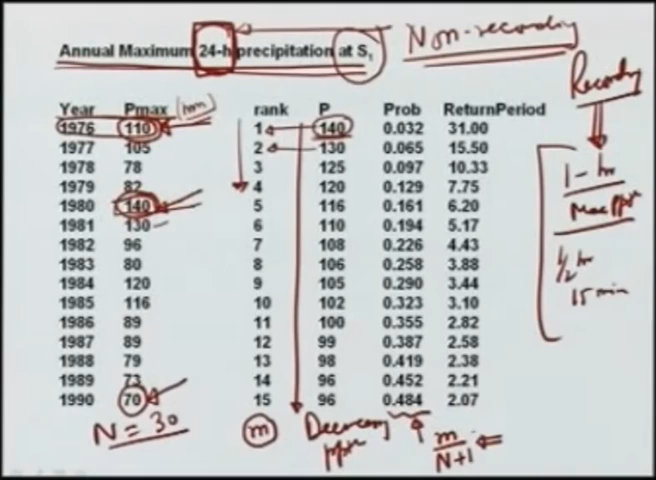 Non-recording
Annual Maximum 24-h precipitation at S1
Recording
Year Pmax (mm) rank P Prob ReturnPeriod
1976 110 1 140 0.032 31.00
1977 105 2 130 0.065 15.50
1978 78 3 125 0.097 10.33
1979 82 4 120 0.129 7.75
1980 140 5 116 0.161 6.20
1981 130 6 110 0.194 5.17
1982 96 7 108 0.226 4.43
1983 80 8 106 0.258 3.88
1984 120 9 105 0.290 3.44
1985 116 10 102 0.323 3.10
1986 89 11 100 0.355 2.82
1987 89 12 99 0.387 2.58
1988 79 13 98 0.419 2.38
1989 73 14 96 0.452 2.21
1990 70 15 96 0.484 2.07
1-hr
Max ppt
1/2 hr
15 min
N = 30
m
Decreasing
ppt
m
N+1